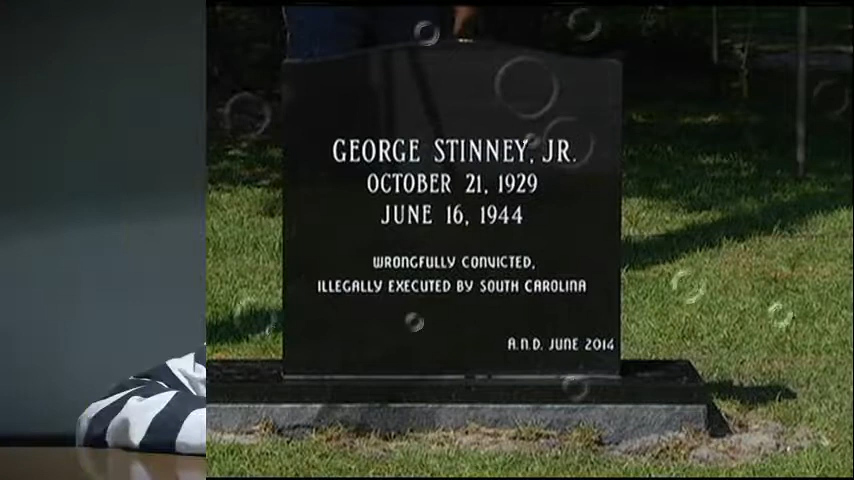 GEORGE STINNEY, JR.
OCTOBER 21, 1929
JUNE 16, 1944
WRONGFULLY CONVICTED,
ILLEGALLY EXECUTED BY SOUTH CAROLINA
A.N.D. JUNE 2014